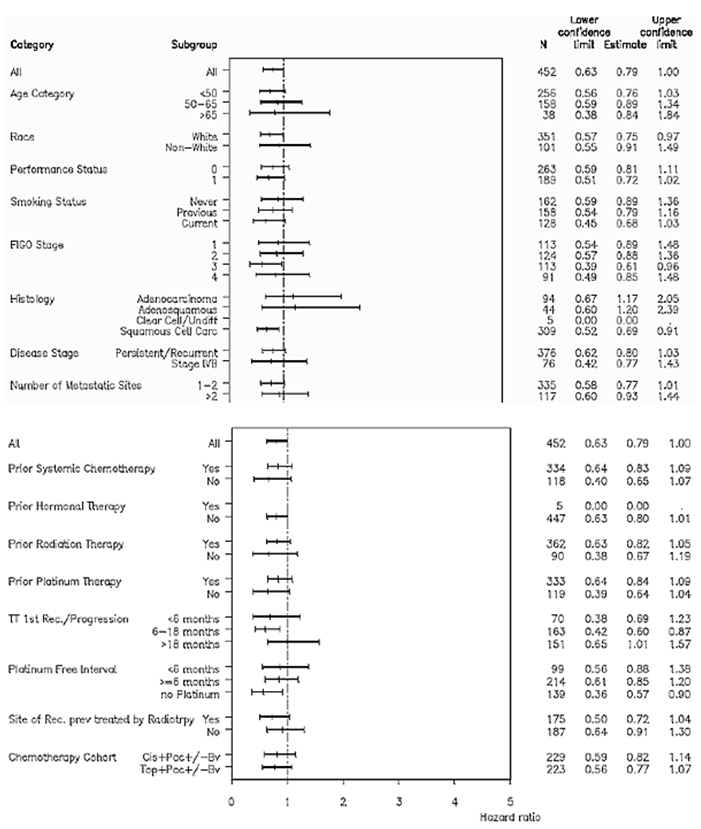 Lower Upper
confidence confidence
Category Subgroup N limit Estimate limit
All All 452 0.63 0.79 1.00
Age Category <50 256 0.56 0.76 1.03
50-65 158 0.59 0.89 1.34
>65 38 0.38 0.84 1.84
Race White 351 0.57 0.75 0.97
Non-White 101 0.55 0.91 1.49
Performance Status 0 263 0.59 0.81 1.11
1 189 0.51 0.72 1.02
Smoking Status Never 162 0.59 0.89 1.36
Previous 158 0.54 0.79 1.16
Current 128 0.45 0.68 1.03
FIGO Stage 1 113 0.54 0.89 1.48
2 124 0.57 0.88 1.36
3 113 0.39 0.61 0.96
4 91 0.49 0.85 1.48
Histology Adenocarcinoma 94 0.67 1.17 2.05
Adenosquamous 44 0.60 1.20 2.39
Clear Cell/Undiff 5 0.00 0.00 .
Squamous Cell Carc 309 0.52 0.69 0.91
Disease Stage Persistent/Recurrent 376 0.62 0.80 1.03
Stage IVB 76 0.42 0.77 1.43
Number of Metastatic Sites 1-2 335 0.58 0.77 1.01
>2 117 0.60 0.93 1.44
All All 452 0.63 0.79 1.00
Prior Systemic Chemotherapy Yes 334 0.64 0.83 1.09
No 118 0.40 0.65 1.07
Prior Hormonal Therapy Yes 5 0.00 0.00 .
No 447 0.63 0.80 1.01
Prior Radiation Therapy Yes 362 0.63 0.82 1.05
No 90 0.38 0.67 1.19
Prior Platinum Therapy Yes 333 0.64 0.84 1.09
No 119 0.39 0.64 1.04
TT 1st Rec./Progression <6 months 70 0.38 0.69 1.23
6-18 months 163 0.42 0.60 0.87
>18 months 151 0.65 1.01 1.57
Platinum Free Interval <6 months 99 0.56 0.88 1.38
>=6 months 214 0.61 0.85 1.20
no Platinum 139 0.36 0.57 0.90
Site of Rec. prev treated by Radiotrpy Yes 175 0.50 0.72 1.04
No 187 0.64 0.91 1.30
Chemotherapy Cohort Cis+Pac+/-Bv 229 0.59 0.82 1.14
Top+Pac+/-Bv 223 0.56 0.77 1.07
0 1 2 3 4 5
Hazard ratio